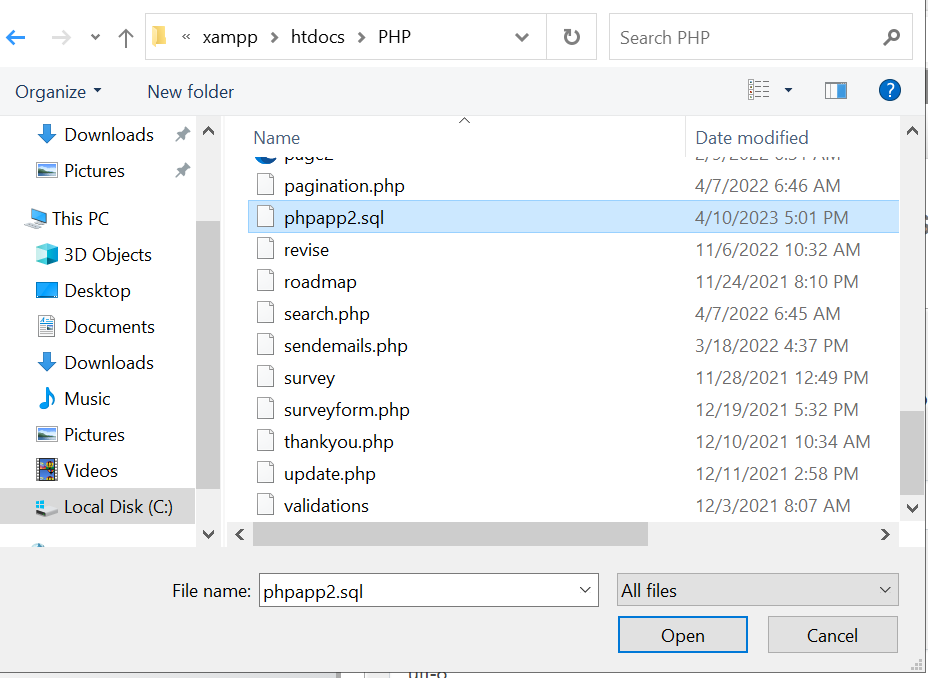 « xampp > htdocs > PHP
Search PHP
Organize
New folder
?
Name
Date modified
Downloads
Pictures
This PC
3D Objects
Desktop
Documents
Downloads
Music
Pictures
Videos
Local Disk (C:)
page2
pagination.php 4/7/2022 6:46 AM
phpapp2.sql 4/10/2023 5:01 PM
revise 11/6/2022 10:32 AM
roadmap 11/24/2021 8:10 PM
search.php 4/7/2022 6:45 AM
sendemails.php 3/18/2022 4:37 PM
survey 11/28/2021 12:49 PM
surveyform.php 12/19/2021 5:32 PM
thankyou.php 12/10/2021 10:34 AM
update.php 12/11/2021 2:58 PM
validations 12/3/2021 8:07 AM
File name: phpapp2.sql
All files
Open
Cancel